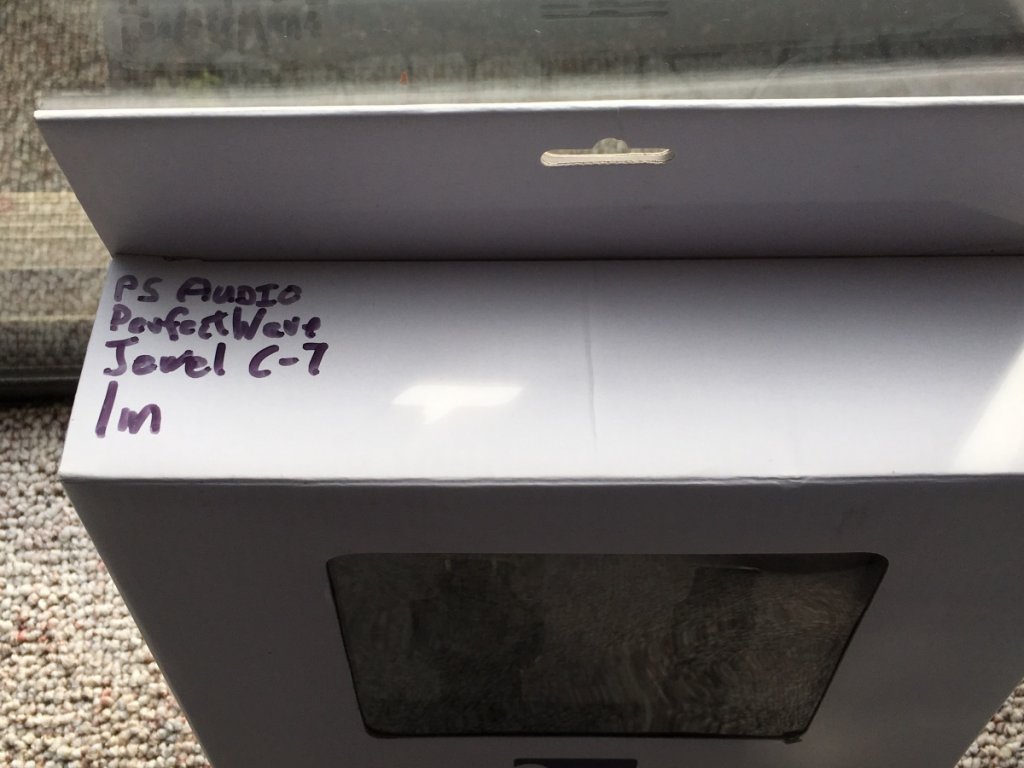 PS AUDIO
PerfectWave
Jewel C-7
1m